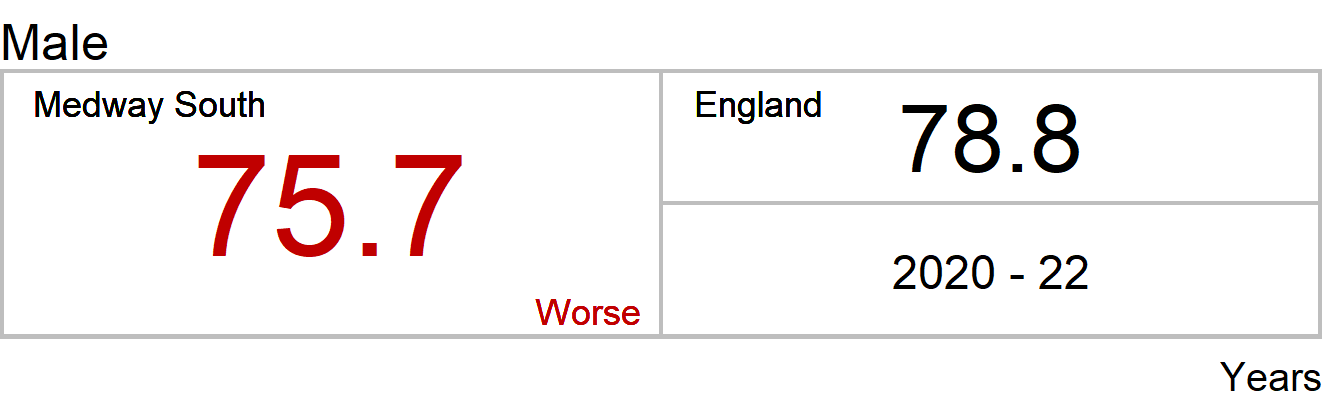 Male
Medway South
75.7
Worse
England
78.8
2020 - 22
Years